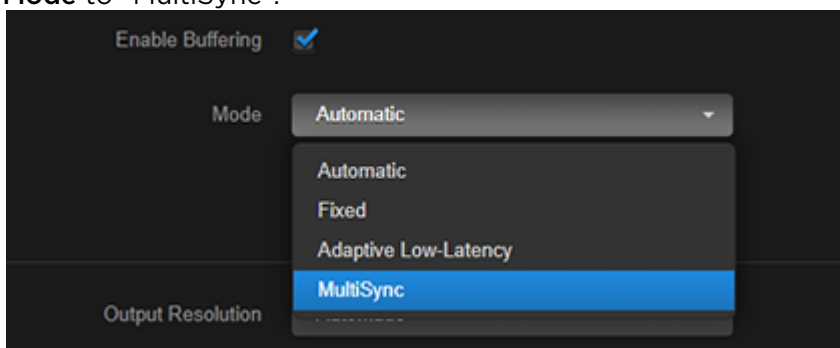 Mode to "MultiSync".
Enable Buffering
Mode Automatic
Automatic
Fixed
Adaptive Low-Latency
MultiSync
Output Resolution